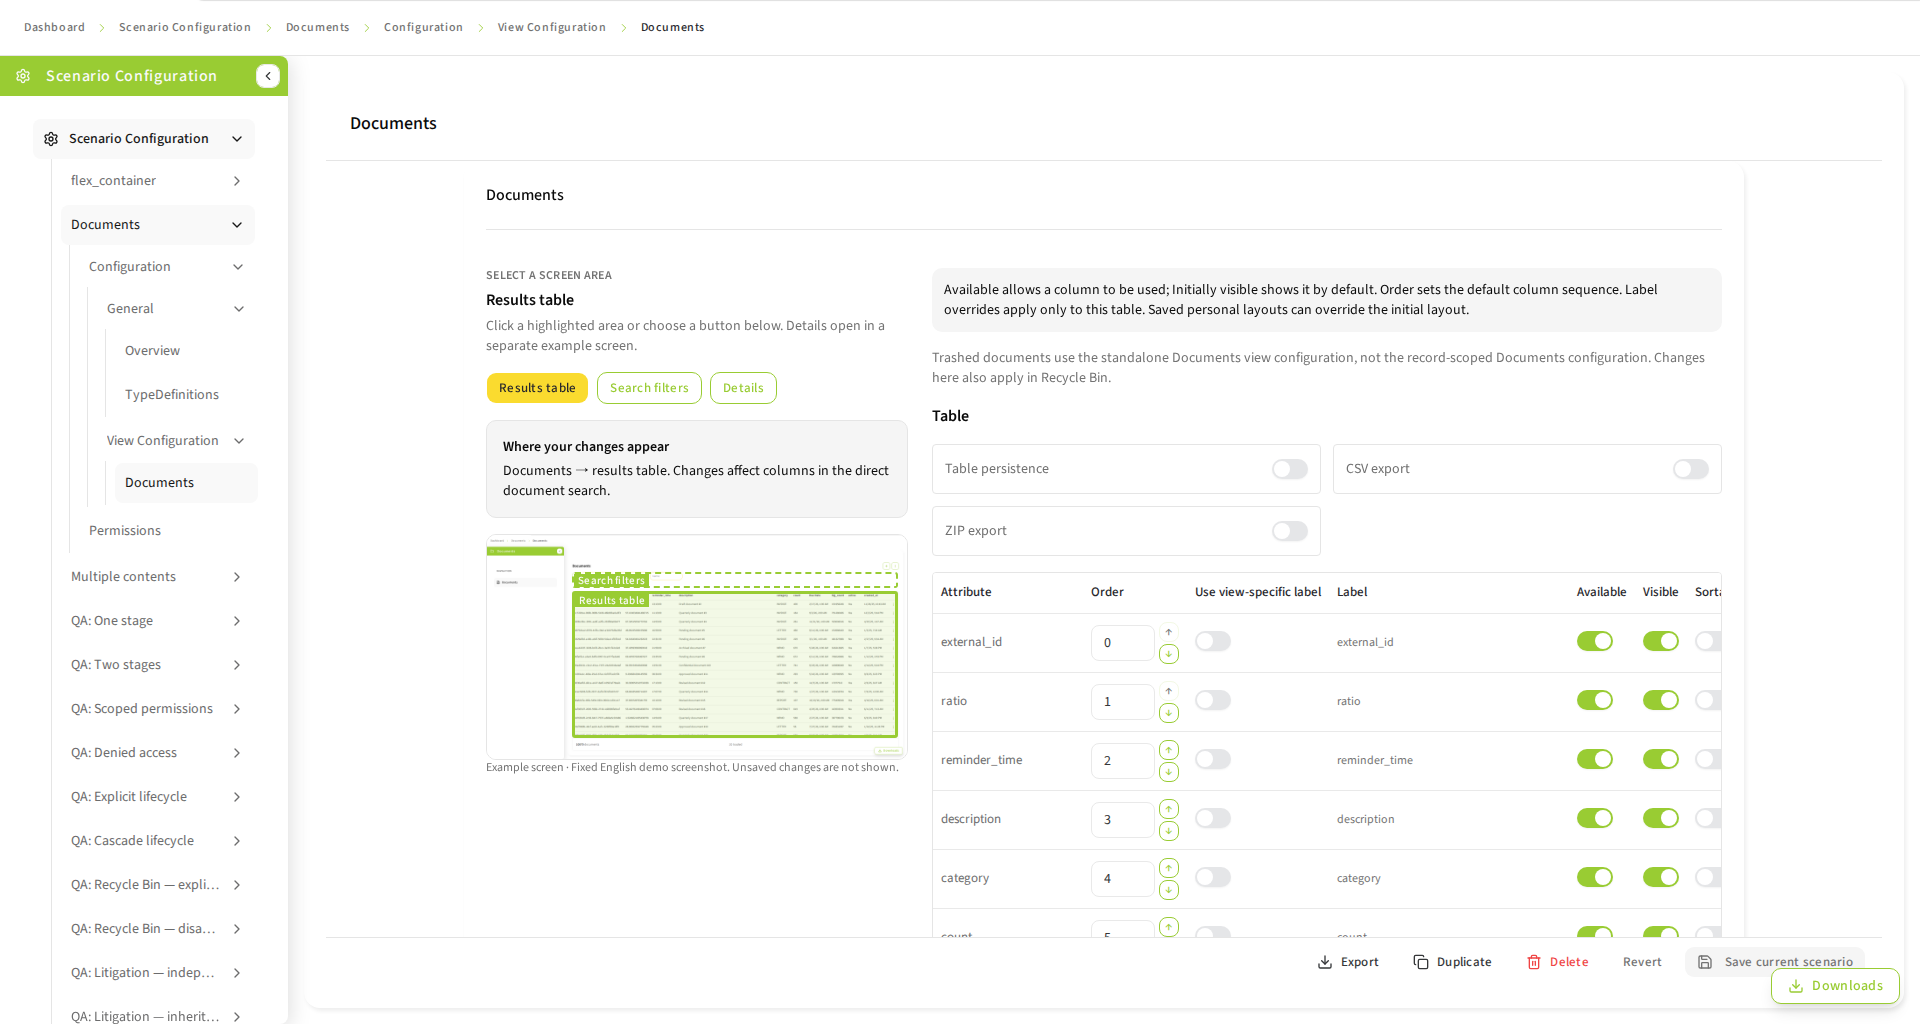 Dashboard > Scenario Configuration > Documents > Configuration > View Configuration > Documents
Scenario Configuration
Scenario Configuration
flex_container
Documents
Configuration
General
Overview
TypeDefinitions
View Configuration
Documents
Permissions
Multiple contents
QA: One stage
QA: Two stages
QA: Scoped permissions
QA: Denied access
QA: Explicit lifecycle
QA: Cascade lifecycle
QA: Recycle Bin — expli...
QA: Recycle Bin — disa...
QA: Litigation — indep...
QA: Litigation — inherit...
Documents
Documents
SELECT A SCREEN AREA
Results table
Click a highlighted area or choose a button below. Details open in a
separate example screen.
Results table
Search filters
Details
Where your changes appear
Documents → results table. Changes affect columns in the direct
document search.
Search filters
Results table
Example screen · Fixed English demo screenshot. Unsaved changes are not shown.
Available allows a column to be used; Initially visible shows it by default. Order sets the default column sequence. Label
overrides apply only to this table. Saved personal layouts can override the initial layout.
Trashed documents use the standalone Documents view configuration, not the record-scoped Documents configuration. Changes
here also apply in Recycle Bin.
Table
Table persistence
CSV export
ZIP export
Attribute Order Use view-specific label Label Available Visible Sorta
external_id 0 external_id
ratio 1 ratio
reminder_time 2 reminder_time
description 3 description
category 4 category
count 5 count
Export
Duplicate
Delete
Revert
Save current scenario
Downloads